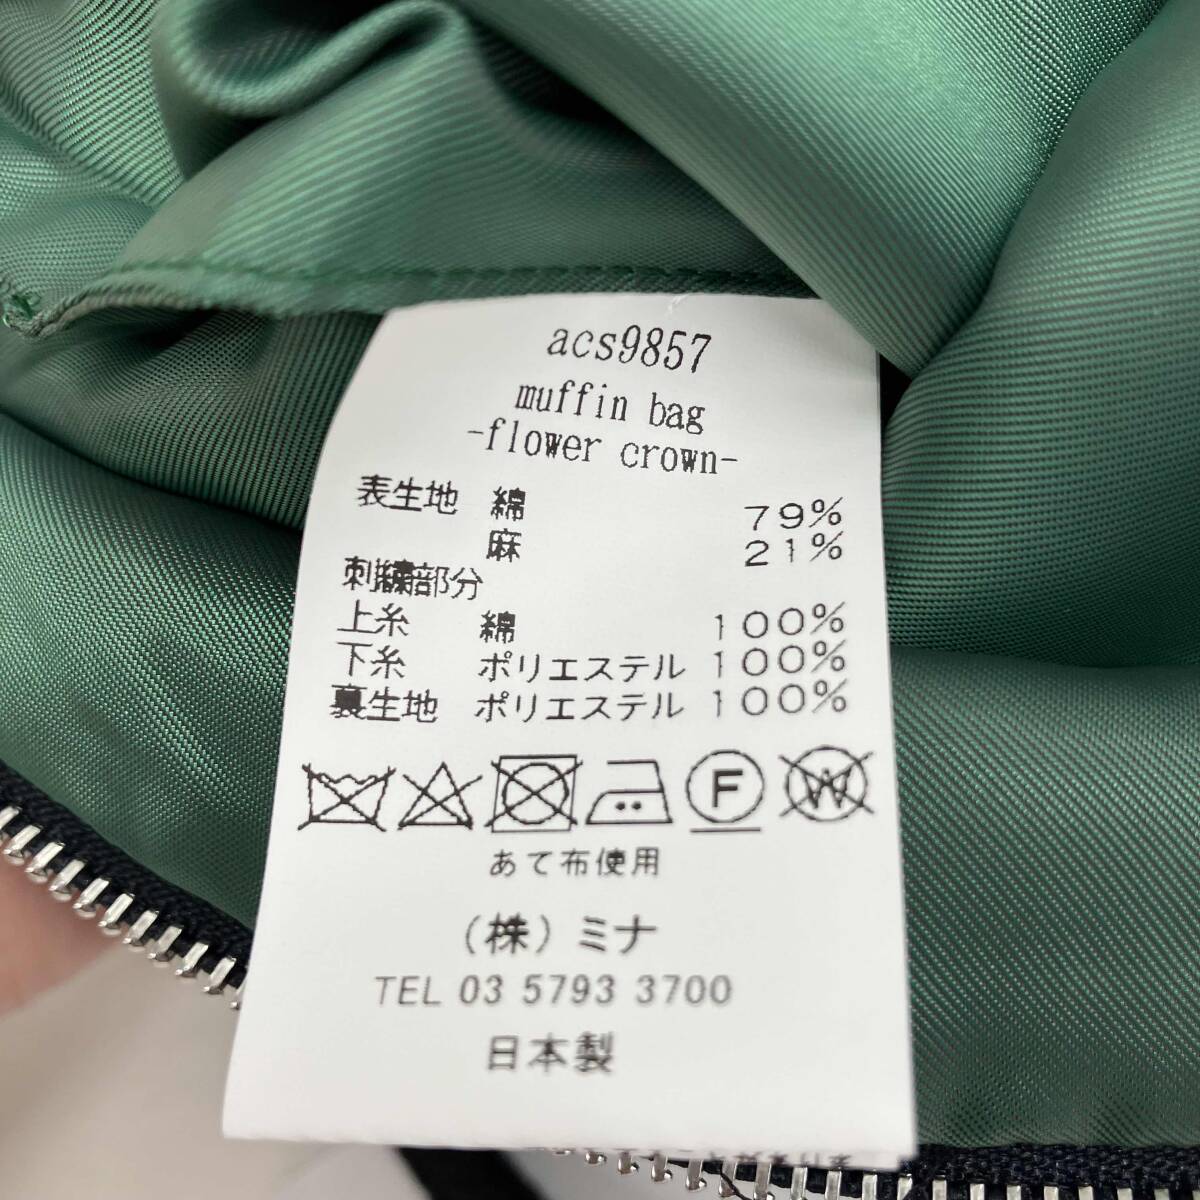 acs9857
muffin bag
-flower crown-
表生地 綿 79%
麻 21%
刺繍部分
上糸 綿 100%
下糸 ポリエステル 100%
裏生地 ポリエステル 100%
F W
あて布使用
(株)ミナ
TEL 03 5793 3700
日本製